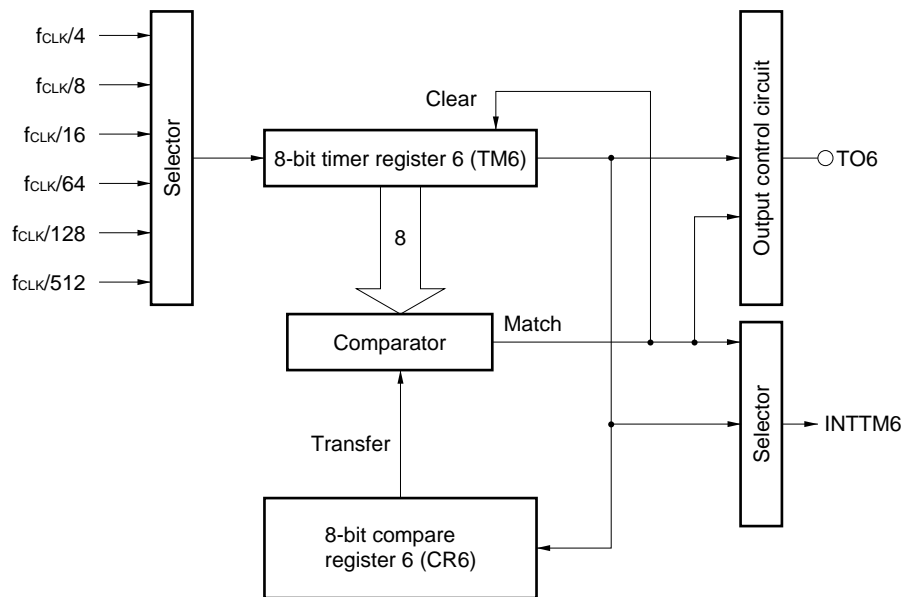 fCLK/4
fCLK/8
fCLK/16
fCLK/64
fCLK/128
fCLK/512
Selector
Clear
8-bit timer register 6 (TM6)
8
Comparator
Match
Transfer
8-bit compare
register 6 (CR6)
Output control circuit
TO6
Selector
INTTM6